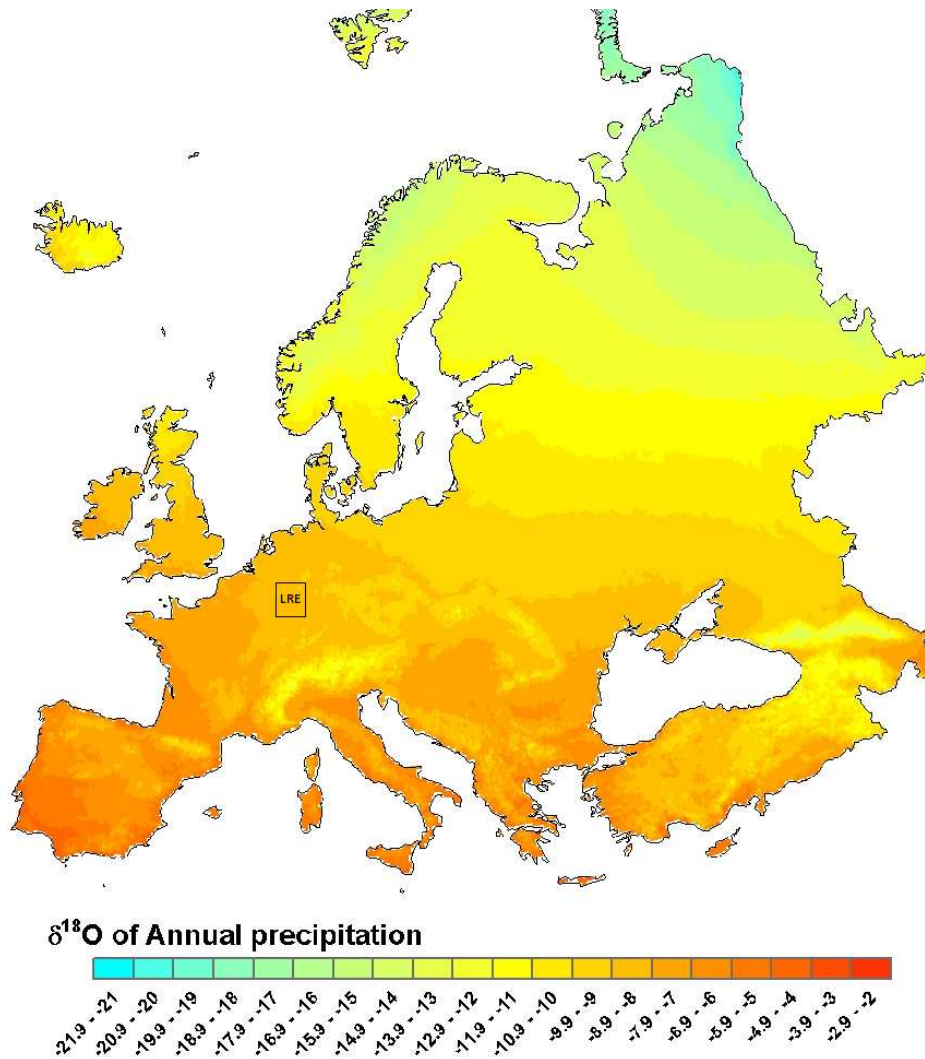 LRE
δ18O of Annual precipitation
-21.9 - -21
-20.9 - -20
-19.9 - -19
-18.9 - -18
-17.9 - -17
-16.9 - -16
-15.9 - -15
-14.9 - -14
-13.9 - -13
-12.9 - -12
-11.9 - -11
-10.9 - -10
-9.9 - -9
-8.9 - -8
-7.9 - -7
-6.9 - -6
-5.9 - -5
-4.9 - -4
-3.9 - -3
-2.9 - -2